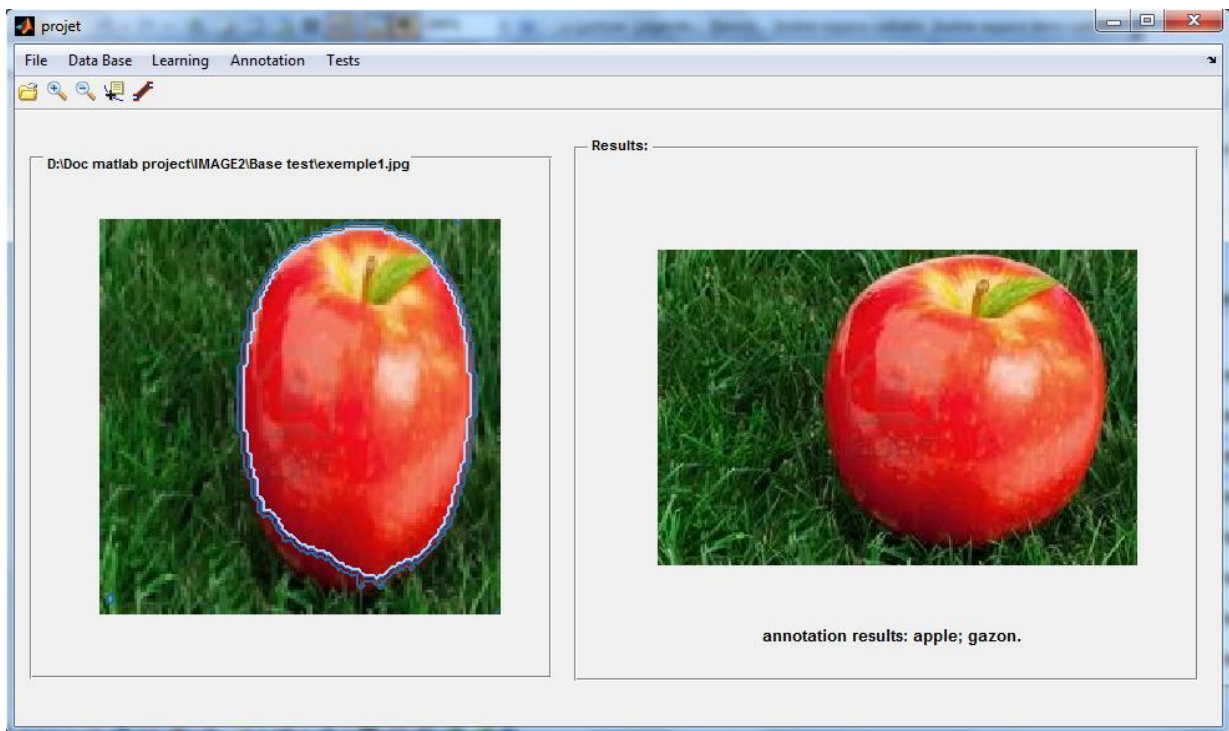 projet
File Data Base Learning Annotation Tests
D:\Doc matlab project\IMAGE2\Base test\exemple1.jpg
Results:
annotation results: apple; gazon.